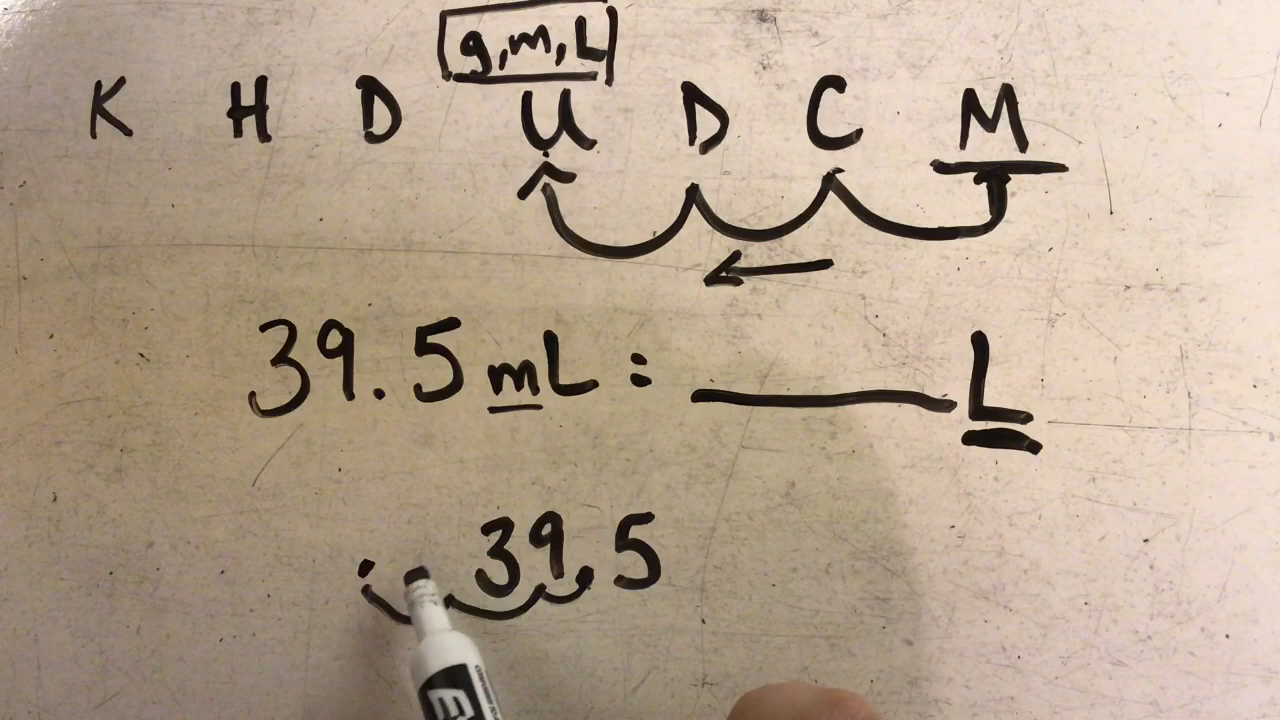 g, m, L
K H D U D C M
39.5 mL = ____ L
. 39.5